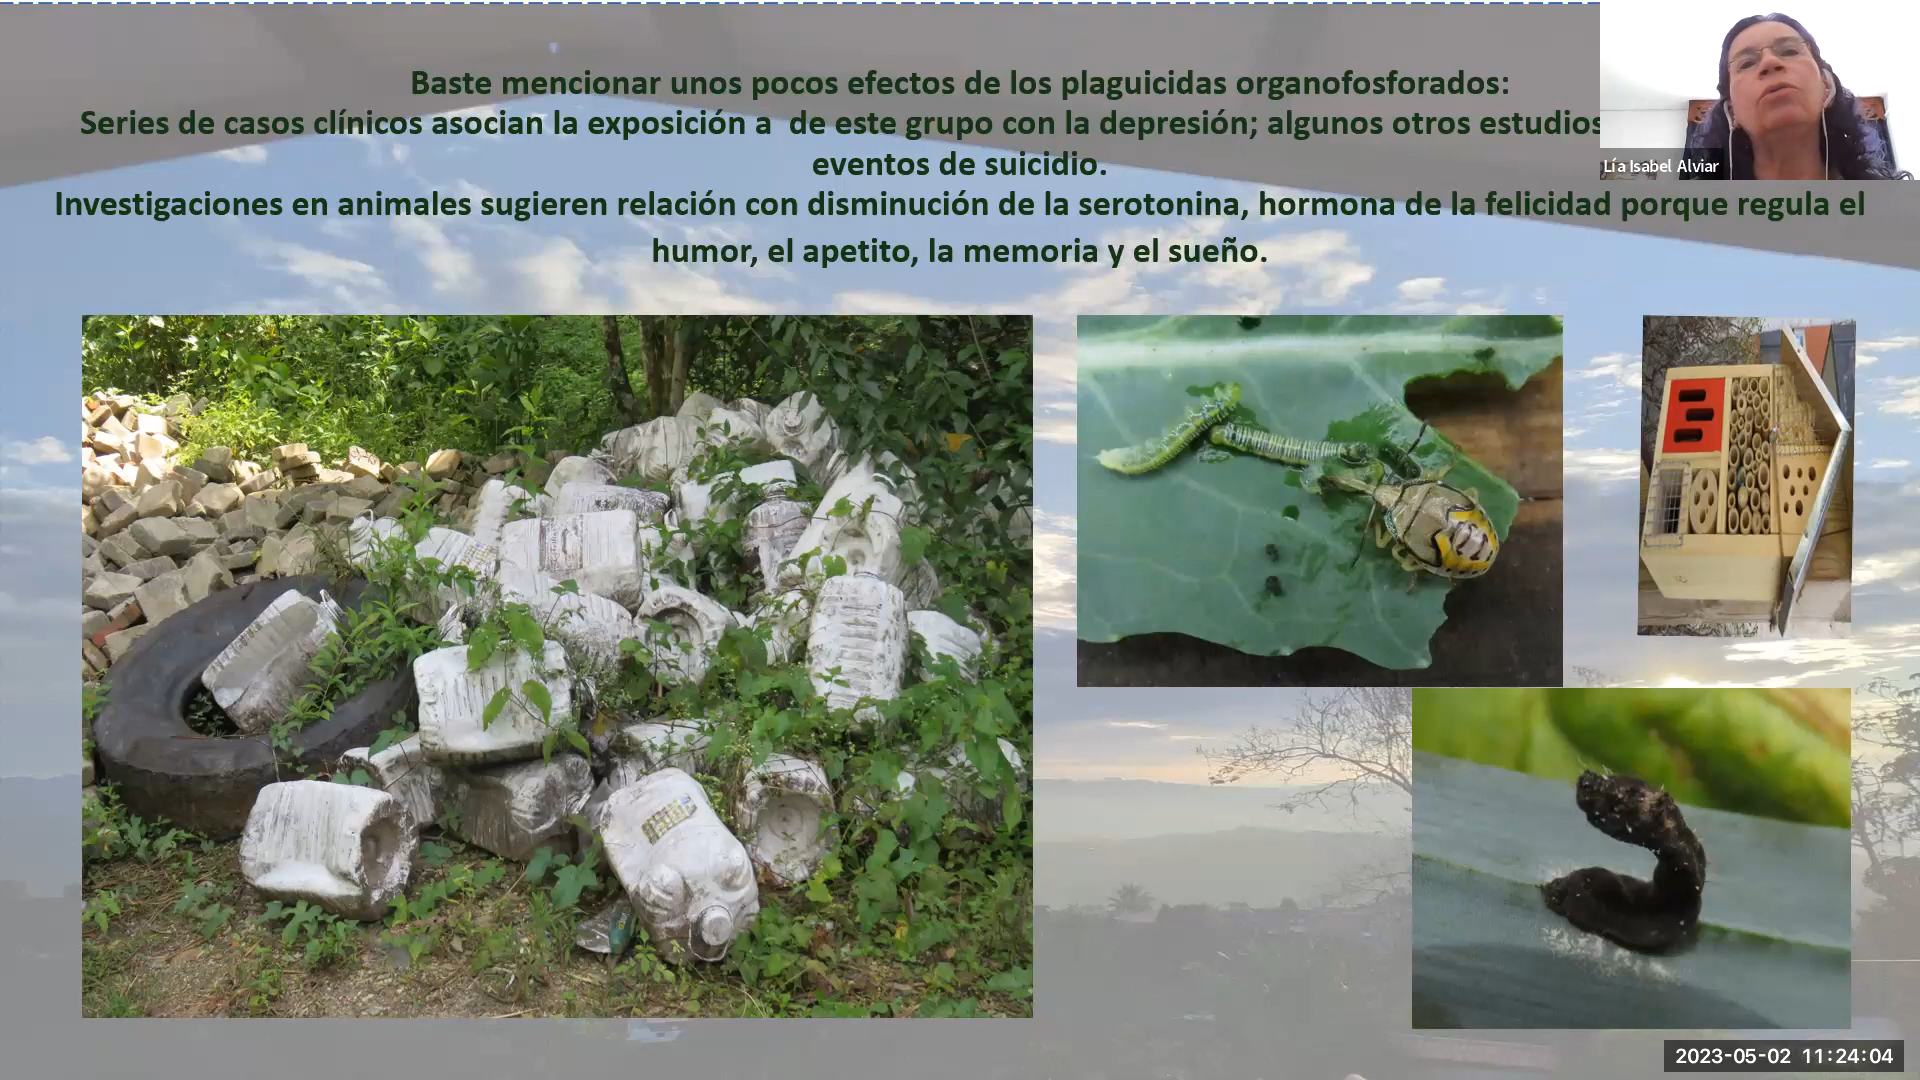 Baste mencionar unos pocos efectos de los plaguicidas organofosforados:
Series de casos clínicos asocian la exposición a  de este grupo con la depresión; algunos otros estudios
eventos de suicidio.
Investigaciones en animales sugieren relación con disminución de la serotonina, hormona de la felicidad porque regula el
humor, el apetito, la memoria y el sueño.
Lía Isabel Alviar
2023-05-02 11:24:04